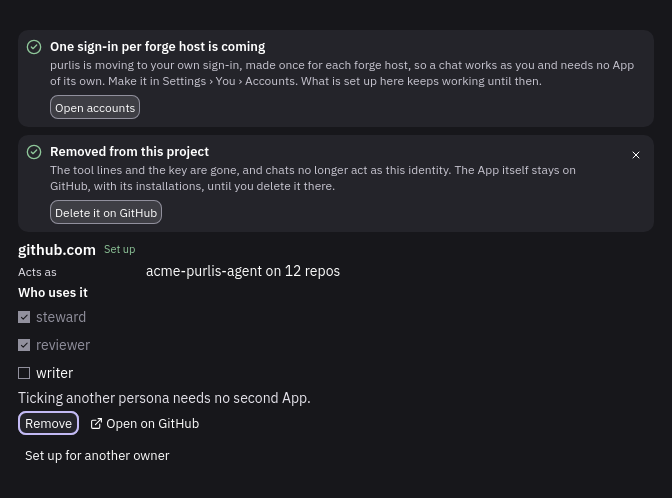 One sign-in per forge host is coming
purlis is moving to your own sign-in, made once for each forge host, so a chat works as you and needs no App
of its own. Make it in Settings › You › Accounts. What is set up here keeps working until then.
Open accounts
Removed from this project
The tool lines and the key are gone, and chats no longer act as this identity. The App itself stays on
GitHub, with its installations, until you delete it there.
Delete it on GitHub
github.com Set up
Acts as acme-purlis-agent on 12 repos
Who uses it
steward
reviewer
writer
Ticking another persona needs no second App.
Remove Open on GitHub
Set up for another owner